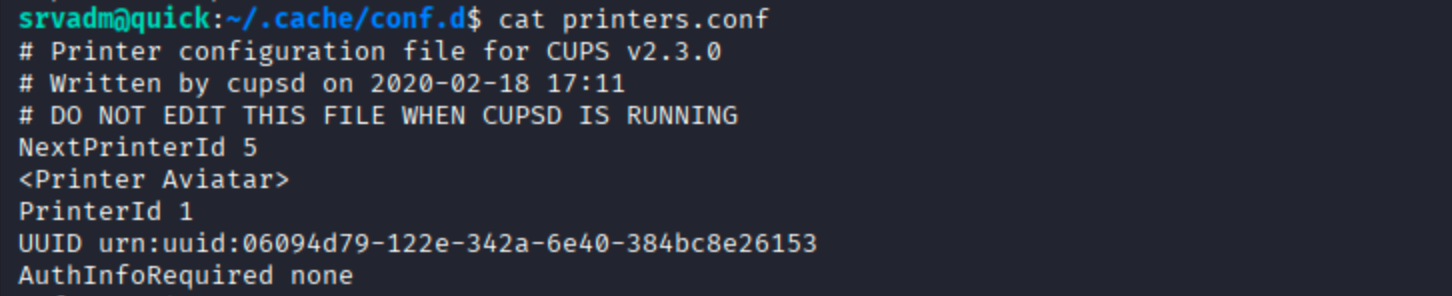 srvadm@quick:~/.cache/conf.d$ cat printers.conf
# Printer configuration file for CUPS v2.3.0
# Written by cupsd on 2020-02-18 17:11
# DO NOT EDIT THIS FILE WHEN CUPSD IS RUNNING
NextPrinterId 5
<Printer Aviatar>
PrinterId 1
UUID urn:uuid:06094d79-122e-342a-6e40-384bc8e26153
AuthInfoRequired none